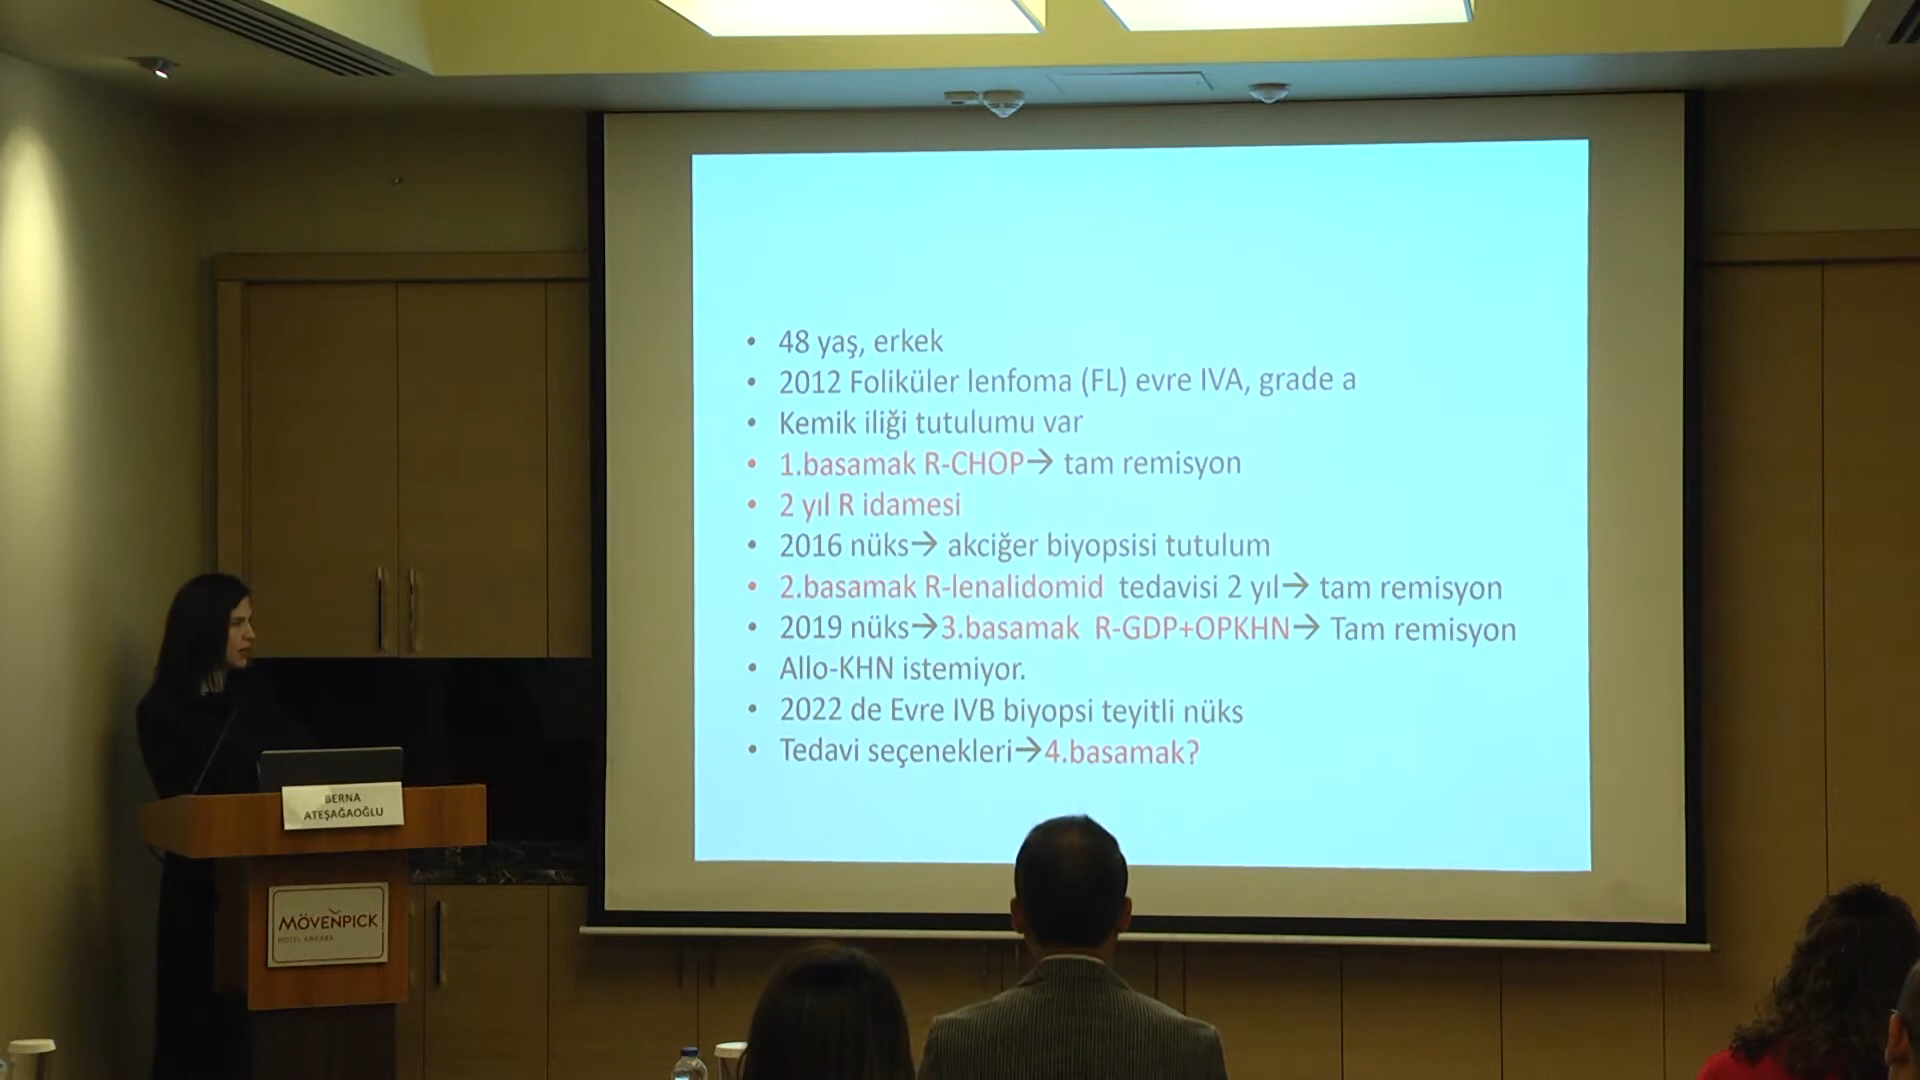 • 48 yaş, erkek
• 2012 Foliküler lenfoma (FL) evre IVA, grade a
• Kemik iliği tutulumu var
• 1.basamak R-CHOP→ tam remisyon
• 2 yıl R idamesi
• 2016 nüks→ akciğer biyopsisi tutulum
• 2.basamak R-lenalidomid tedavisi 2 yıl→ tam remisyon
• 2019 nüks→3.basamak R-GDP+OPKHN→ Tam remisyon
• Allo-KHN istemiyor.
• 2022 de Evre IVB biyopsi teyitli nüks
• Tedavi seçenekleri→4.basamak?
BERNA
ATEŞAĞAOĞLU
MÖVENPICK
HOTEL ANKARA